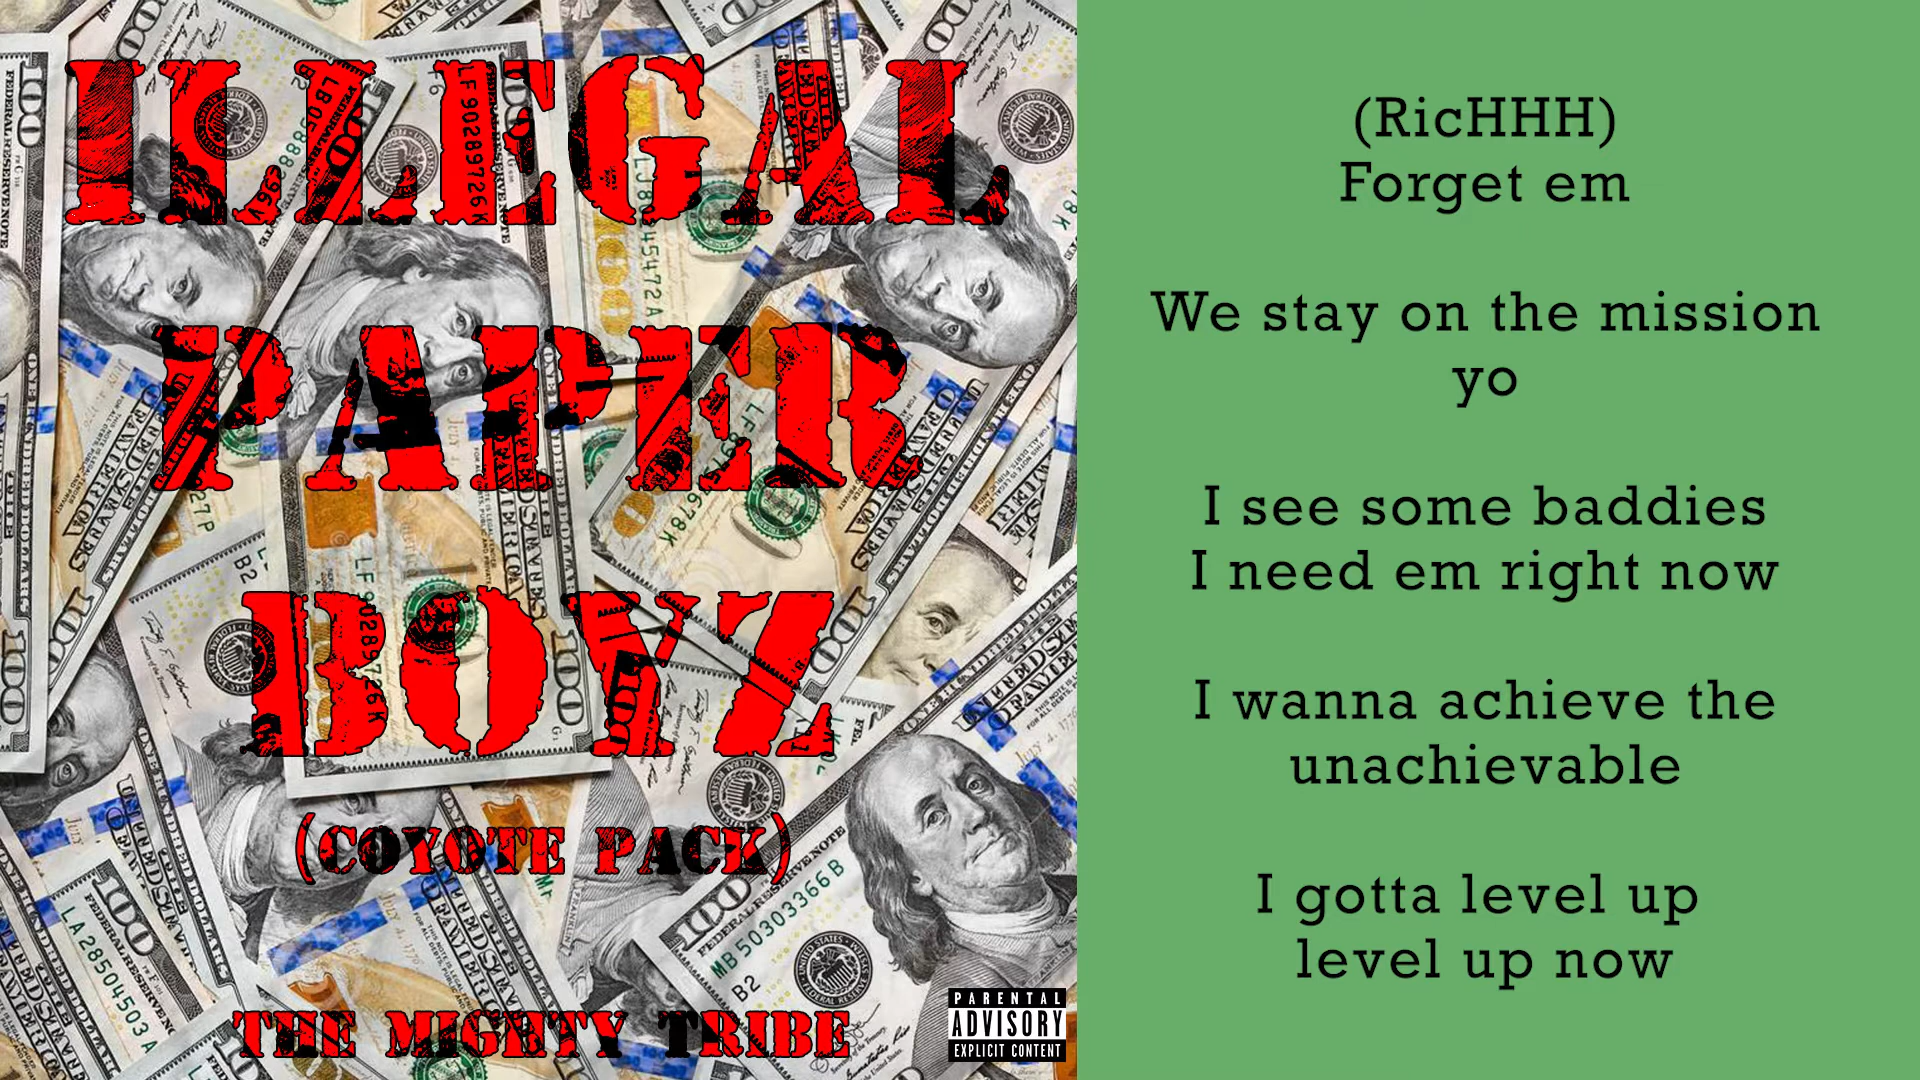 ILLEGAL
PAPER
BOYZ
(COYOTE PACK)
THE MIGHTY TRIBE
PARENTAL
ADVISORY
EXPLICIT CONTENT
(RicHHH)
Forget em
We stay on the mission
yo
I see some baddies
I need em right now
I wanna achieve the
unachievable
I gotta level up
level up now